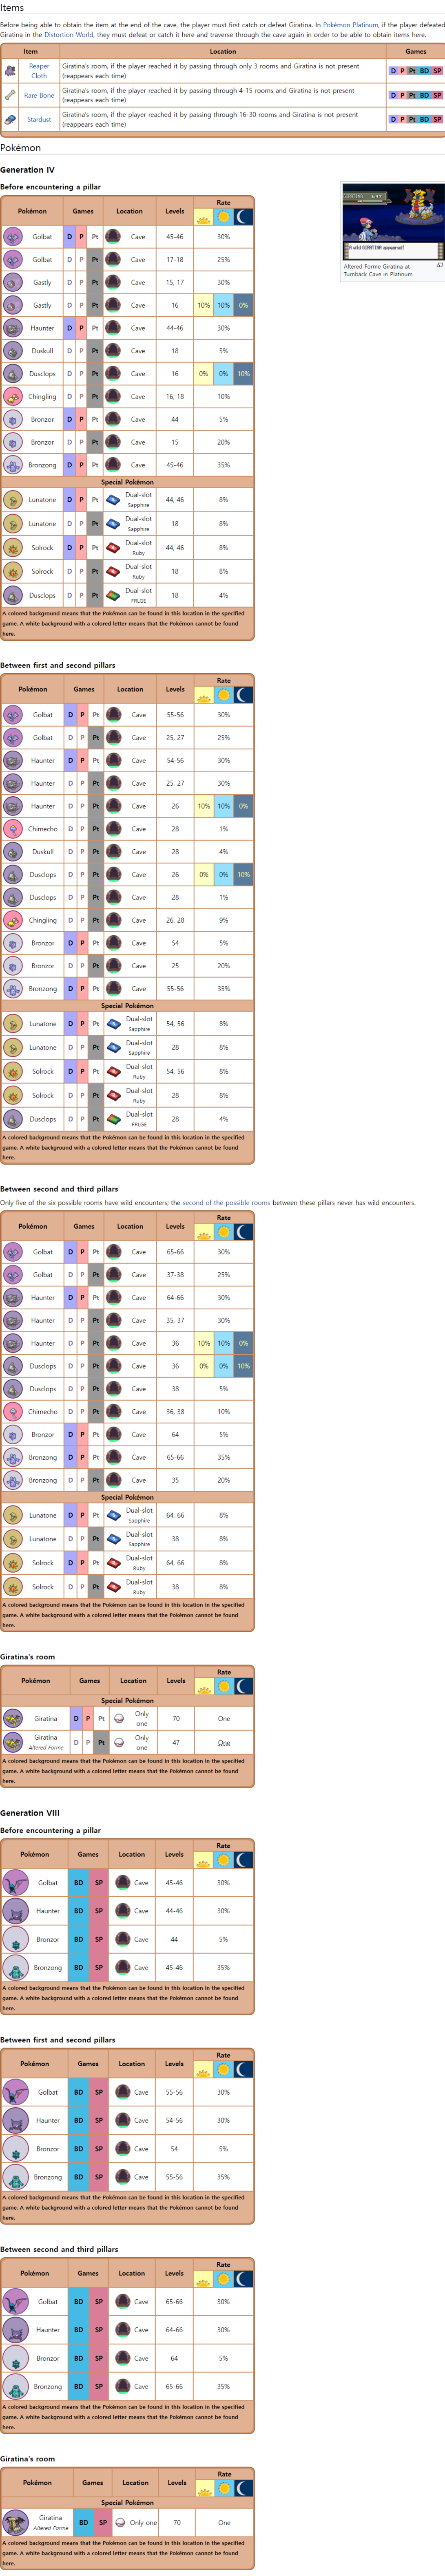 Items
Before being able to obtain the item at the end of the cave, the player must first catch or defeat Giratina. In Pokémon Platinum, if the player defeated
Giratina in the Distortion World, they must defeat or catch it here and traverse through the cave again in order to be able to obtain items here.
Item Location Games
Reaper Cloth Giratina's room, if the player reached it by passing through only 3 rooms and Giratina is not present (reappears each time) D P Pt BD SP
Rare Bone Giratina's room, if the player reached it by passing through 4-15 rooms and Giratina is not present (reappears each time) D P Pt BD SP
Stardust Giratina's room, if the player reached it by passing through 16-30 rooms and Giratina is not present (reappears each time) D P Pt BD SP
Pokémon
Generation IV
Before encountering a pillar
A wild GIRATINA appeared!
Altered Forme Giratina at
Turnback Cave in Platinum
Pokémon Games Location Levels Rate
Golbat D P Pt Cave 45-46 30%
Golbat D P Pt Cave 17-18 25%
Gastly D P Pt Cave 15, 17 30%
Gastly D P Pt Cave 16 10% 10% 0%
Haunter D P Pt Cave 44-46 30%
Duskull D P Pt Cave 18 5%
Dusclops D P Pt Cave 16 0% 0% 10%
Chingling D P Pt Cave 16, 18 10%
Bronzor D P Pt Cave 44 5%
Bronzor D P Pt Cave 15 20%
Bronzong D P Pt Cave 45-46 35%
Special Pokémon
Lunatone D P Pt Dual-slot Sapphire 44, 46 8%
Lunatone D P Pt Dual-slot Sapphire 18 8%
Solrock D P Pt Dual-slot Ruby 44, 46 8%
Solrock D P Pt Dual-slot Ruby 18 8%
Dusclops D P Pt Dual-slot FRLGE 18 4%
A colored background means that the Pokémon can be found in this location in the specified
game. A white background with a colored letter means that the Pokémon cannot be found
here.
Between first and second pillars
Pokémon Games Location Levels Rate
Golbat D P Pt Cave 55-56 30%
Golbat D P Pt Cave 25, 27 25%
Haunter D P Pt Cave 54-56 30%
Haunter D P Pt Cave 25, 27 30%
Haunter D P Pt Cave 26 10% 10% 0%
Chimecho D P Pt Cave 28 1%
Duskull D P Pt Cave 28 4%
Dusclops D P Pt Cave 26 0% 0% 10%
Dusclops D P Pt Cave 28 1%
Chingling D P Pt Cave 26, 28 9%
Bronzor D P Pt Cave 54 5%
Bronzor D P Pt Cave 25 20%
Bronzong D P Pt Cave 55-56 35%
Special Pokémon
Lunatone D P Pt Dual-slot Sapphire 54, 56 8%
Lunatone D P Pt Dual-slot Sapphire 28 8%
Solrock D P Pt Dual-slot Ruby 54, 56 8%
Solrock D P Pt Dual-slot Ruby 28 8%
Dusclops D P Pt Dual-slot FRLGE 28 4%
A colored background means that the Pokémon can be found in this location in the specified
game. A white background with a colored letter means that the Pokémon cannot be found
here.
Between second and third pillars
Only five of the six possible rooms have wild encounters; the second of the possible rooms between these pillars never has wild encounters.
Pokémon Games Location Levels Rate
Golbat D P Pt Cave 65-66 30%
Golbat D P Pt Cave 37-38 25%
Haunter D P Pt Cave 64-66 30%
Haunter D P Pt Cave 35, 37 30%
Haunter D P Pt Cave 36 10% 10% 0%
Dusclops D P Pt Cave 36 0% 0% 10%
Dusclops D P Pt Cave 38 5%
Chimecho D P Pt Cave 36, 38 10%
Bronzor D P Pt Cave 64 5%
Bronzong D P Pt Cave 65-66 35%
Bronzong D P Pt Cave 35 20%
Special Pokémon
Lunatone D P Pt Dual-slot Sapphire 64, 66 8%
Lunatone D P Pt Dual-slot Sapphire 38 8%
Solrock D P Pt Dual-slot Ruby 64, 66 8%
Solrock D P Pt Dual-slot Ruby 38 8%
A colored background means that the Pokémon can be found in this location in the specified
game. A white background with a colored letter means that the Pokémon cannot be found
here.
Giratina's room
Pokémon Games Location Levels Rate
Special Pokémon
Giratina D P Pt Only one 70 One
Giratina Altered Forme D P Pt Only one 47 One
A colored background means that the Pokémon can be found in this location in the specified
game. A white background with a colored letter means that the Pokémon cannot be found
here.
Generation VIII
Before encountering a pillar
Pokémon Games Location Levels Rate
Golbat BD SP Cave 45-46 30%
Haunter BD SP Cave 44-46 30%
Bronzor BD SP Cave 44 5%
Bronzong BD SP Cave 45-46 35%
A colored background means that the Pokémon can be found in this location in the specified
game. A white background with a colored letter means that the Pokémon cannot be found
here.
Between first and second pillars
Pokémon Games Location Levels Rate
Golbat BD SP Cave 55-56 30%
Haunter BD SP Cave 54-56 30%
Bronzor BD SP Cave 54 5%
Bronzong BD SP Cave 55-56 35%
A colored background means that the Pokémon can be found in this location in the specified
game. A white background with a colored letter means that the Pokémon cannot be found
here.
Between second and third pillars
Pokémon Games Location Levels Rate
Golbat BD SP Cave 65-66 30%
Haunter BD SP Cave 64-66 30%
Bronzor BD SP Cave 64 5%
Bronzong BD SP Cave 65-66 35%
A colored background means that the Pokémon can be found in this location in the specified
game. A white background with a colored letter means that the Pokémon cannot be found
here.
Giratina's room
Pokémon Games Location Levels Rate
Special Pokémon
Giratina Altered Forme BD SP Only one 70 One
A colored background means that the Pokémon can be found in this location in the specified
game. A white background with a colored letter means that the Pokémon cannot be found
here.